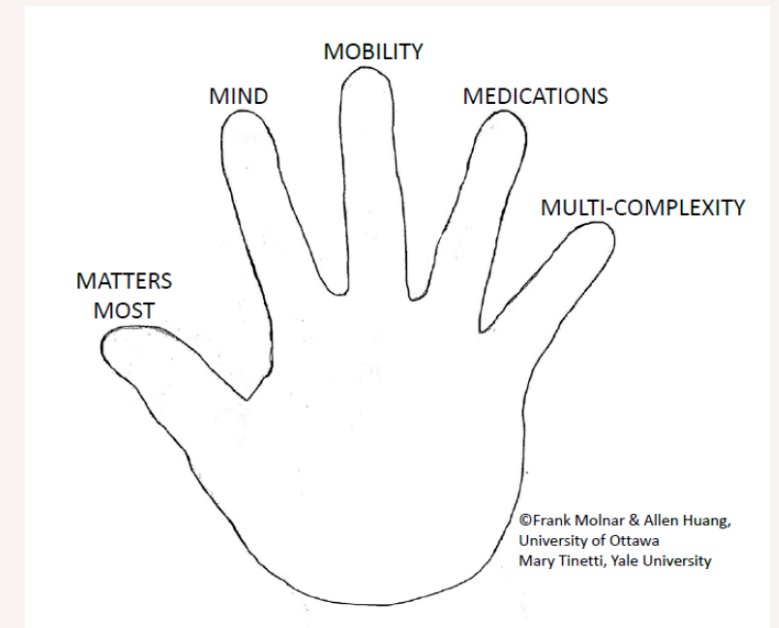 MOBILITY
MIND
MEDICATIONS
MULTI-COMPLEXITY
MATTERS
MOST
©Frank Molnar & Allen Huang,
University of Ottawa
Mary Tinetti, Yale University